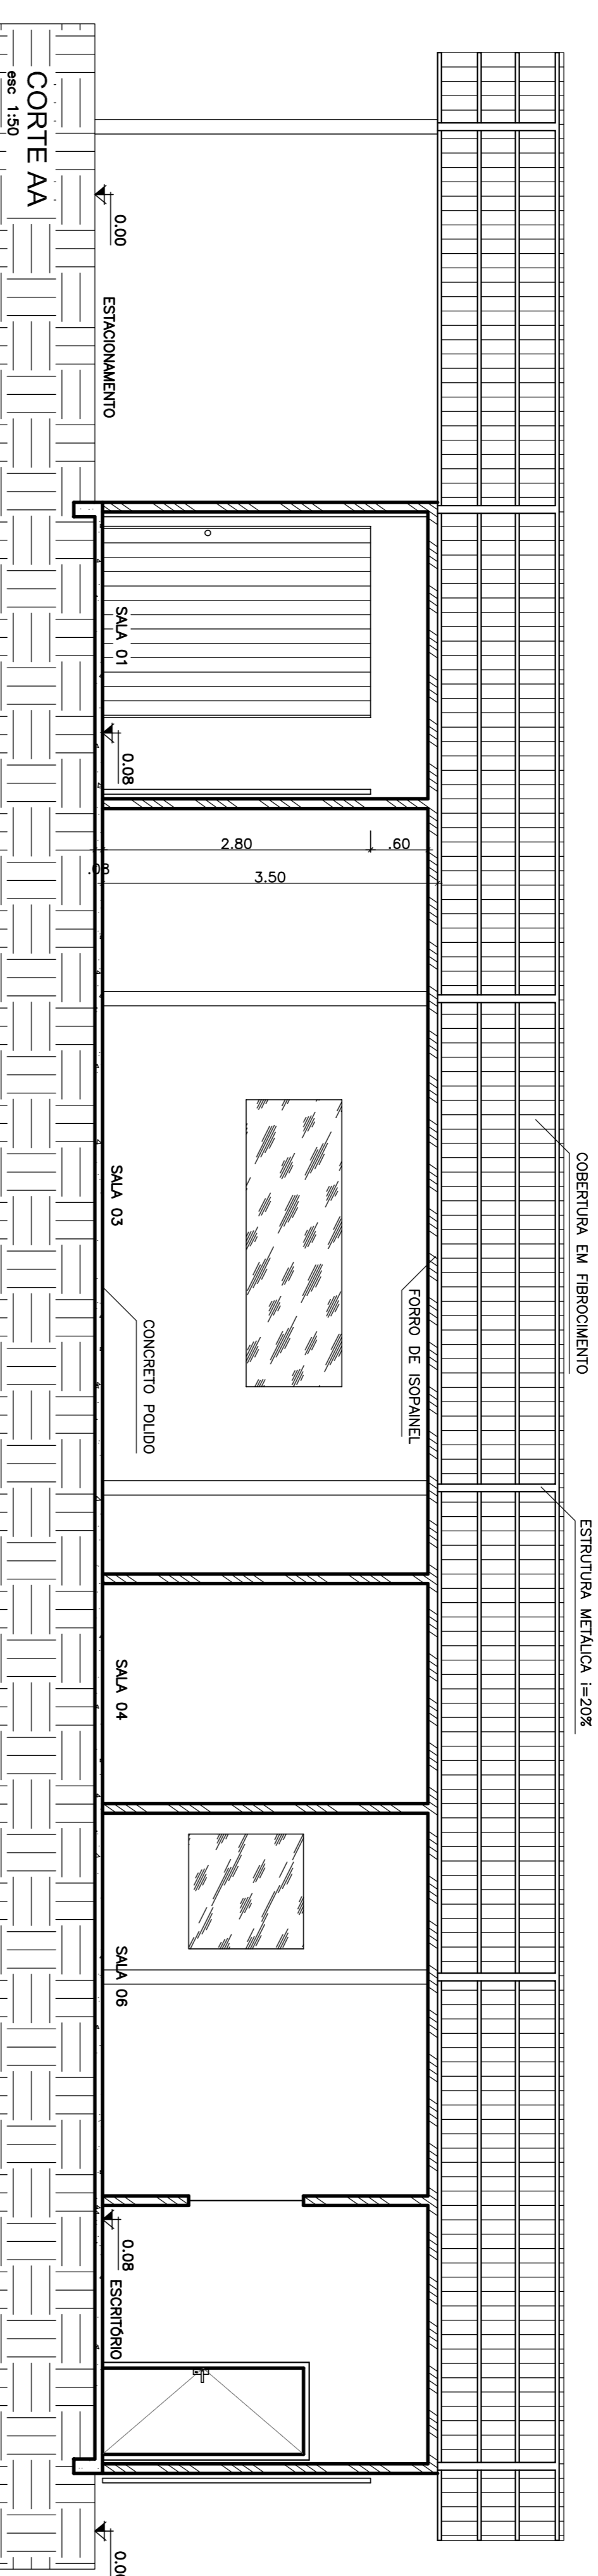 COBERTURA EM FIBROCIMENTO
ESTRUTURA METÁLICA i=20%
FORRO DE ISOPAINEL
.60
2.80
3.50
.08
CONCRETO POLIDO
0.00
ESTACIONAMENTO
SALA 01
0.08
SALA 03
SALA 04
SALA 06
0.08
ESCRITÓRIO
CORTE AA
esc 1:50